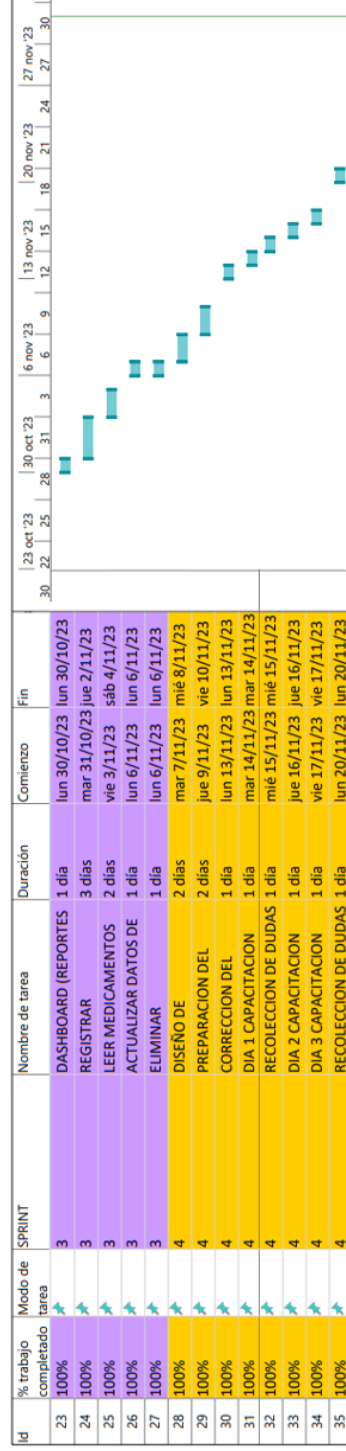 Id % trabajo completado Modo de tarea SPRINT Nombre de tarea Duración Comienzo Fin
23 oct '23 30 oct '23 6 nov '23 13 nov '23 20 nov '23 27 nov '23
30 22 25 28 31 3 6 9 12 15 18 21 24 27 30
23 100% 3 DASHBOARD (REPORTES 1 día lun 30/10/23 lun 30/10/23
24 100% 3 REGISTRAR 3 días mar 31/10/23 jue 2/11/23
25 100% 3 LEER MEDICAMENTOS 2 días vie 3/11/23 sáb 4/11/23
26 100% 3 ACTUALIZAR DATOS DE 1 día lun 6/11/23 lun 6/11/23
27 100% 3 ELIMINAR 1 día lun 6/11/23 lun 6/11/23
28 100% 4 DISEÑO DE 2 días mar 7/11/23 mié 8/11/23
29 100% 4 PREPARACION DEL 2 días jue 9/11/23 vie 10/11/23
30 100% 4 CORRECCION DEL 1 día lun 13/11/23 lun 13/11/23
31 100% 4 DIA 1 CAPACITACION 1 día mar 14/11/23 mar 14/11/23
32 100% 4 RECOLECCION DE DUDAS 1 día mié 15/11/23 mié 15/11/23
33 100% 4 DIA 2 CAPACITACION 1 día jue 16/11/23 jue 16/11/23
34 100% 4 DIA 3 CAPACITACION 1 día vie 17/11/23 vie 17/11/23
35 100% 4 RECOLECCION DE DUDAS 1 día lun 20/11/23 lun 20/11/23